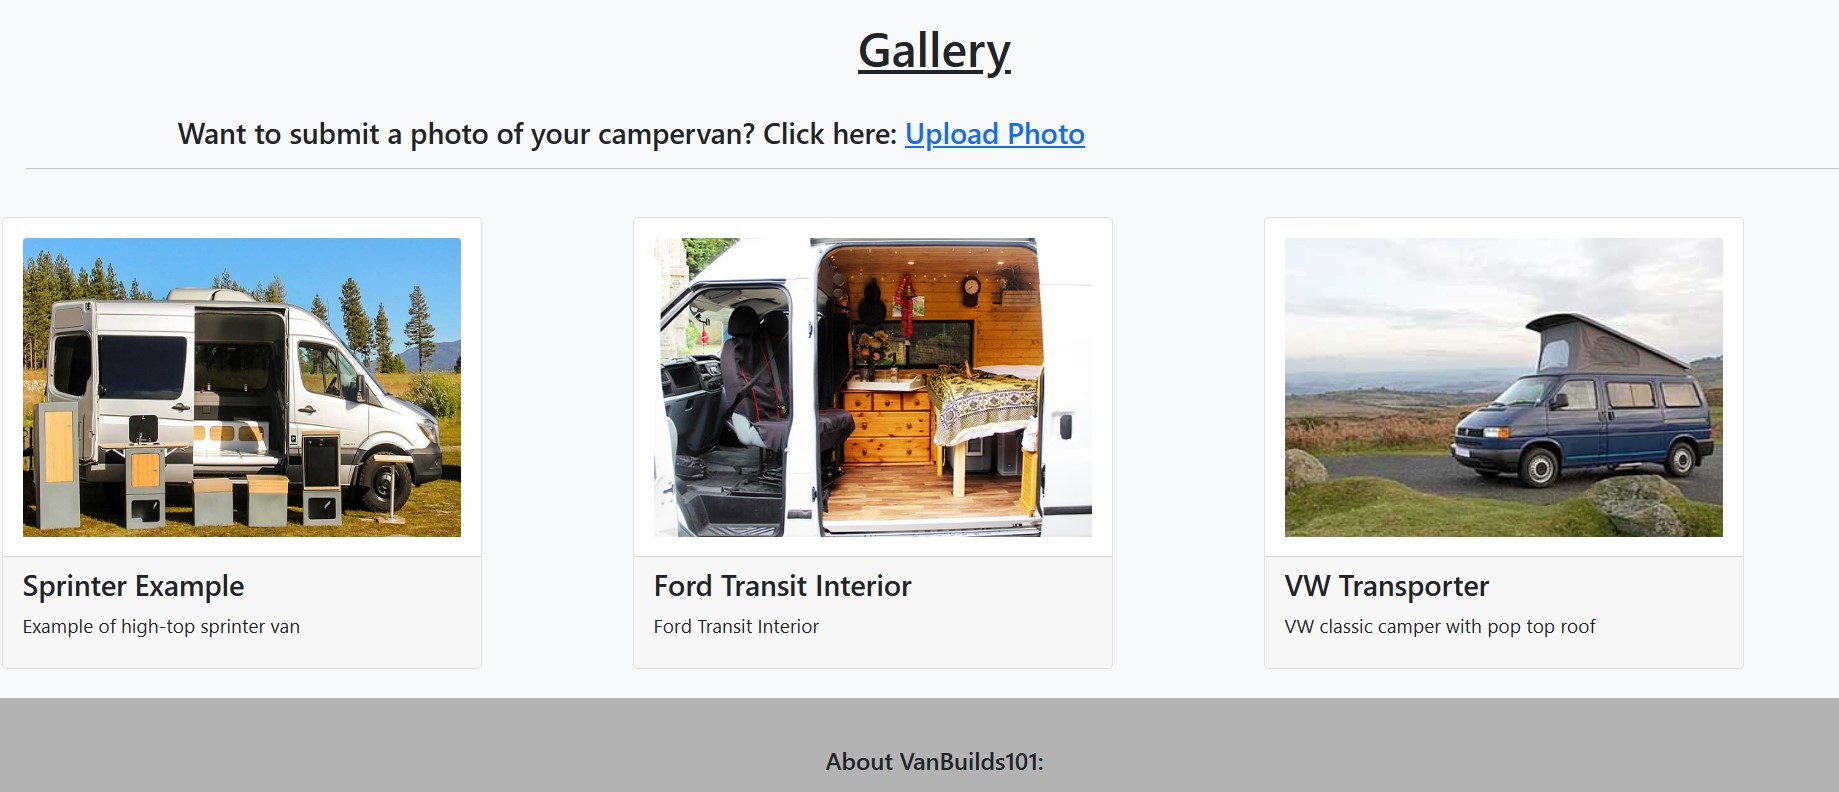 Gallery
Want to submit a photo of your campervan? Click here: Upload Photo
Sprinter Example
Example of high-top sprinter van
Ford Transit Interior
Ford Transit Interior
VW Transporter
VW classic camper with pop top roof
About VanBuilds101: